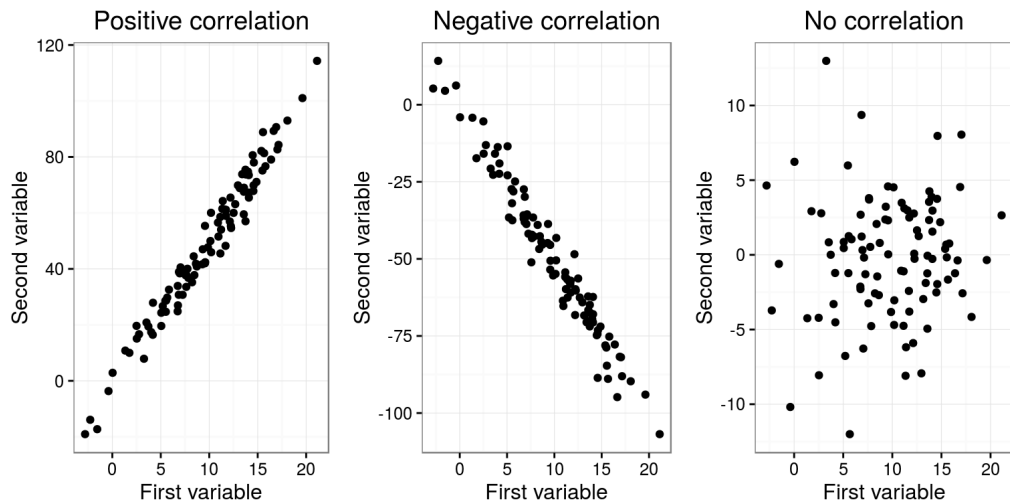 Positive correlation
Second variable
120
80
40
0
0 5 10 15 20
First variable
Negative correlation
Second variable
0
-25
-50
-75
-100
0 5 10 15 20
First variable
No correlation
Second variable
10
5
0
-5
-10
0 5 10 15 20
First variable